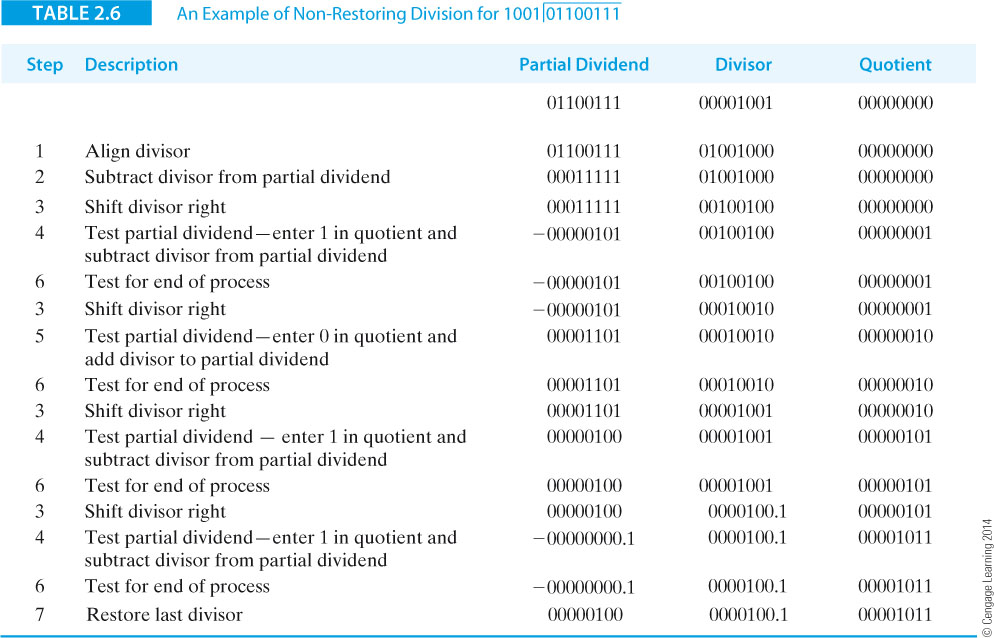 TABLE 2.6 An Example of Non-Restoring Division for 1001 01100111
Step Description Partial Dividend Divisor Quotient
01100111 00001001 00000000
1 Align divisor 01100111 01001000 00000000
2 Subtract divisor from partial dividend 00011111 01001000 00000000
3 Shift divisor right 00011111 00100100 00000000
4 Test partial dividend—enter 1 in quotient and −00000101 00100100 00000001
subtract divisor from partial dividend
6 Test for end of process −00000101 00100100 00000001
3 Shift divisor right −00000101 00010010 00000001
5 Test partial dividend—enter 0 in quotient and 00001101 00010010 00000010
add divisor to partial dividend
6 Test for end of process 00001101 00010010 00000010
3 Shift divisor right 00001101 00001001 00000010
4 Test partial dividend — enter 1 in quotient and 00000100 00001001 00000101
subtract divisor from partial dividend
6 Test for end of process 00000100 00001001 00000101
3 Shift divisor right 00000100 0000100.1 00000101
4 Test partial dividend—enter 1 in quotient and −00000000.1 0000100.1 00001011
subtract divisor from partial dividend
6 Test for end of process −00000000.1 0000100.1 00001011
7 Restore last divisor 00000100 0000100.1 00001011
© Cengage Learning 2014